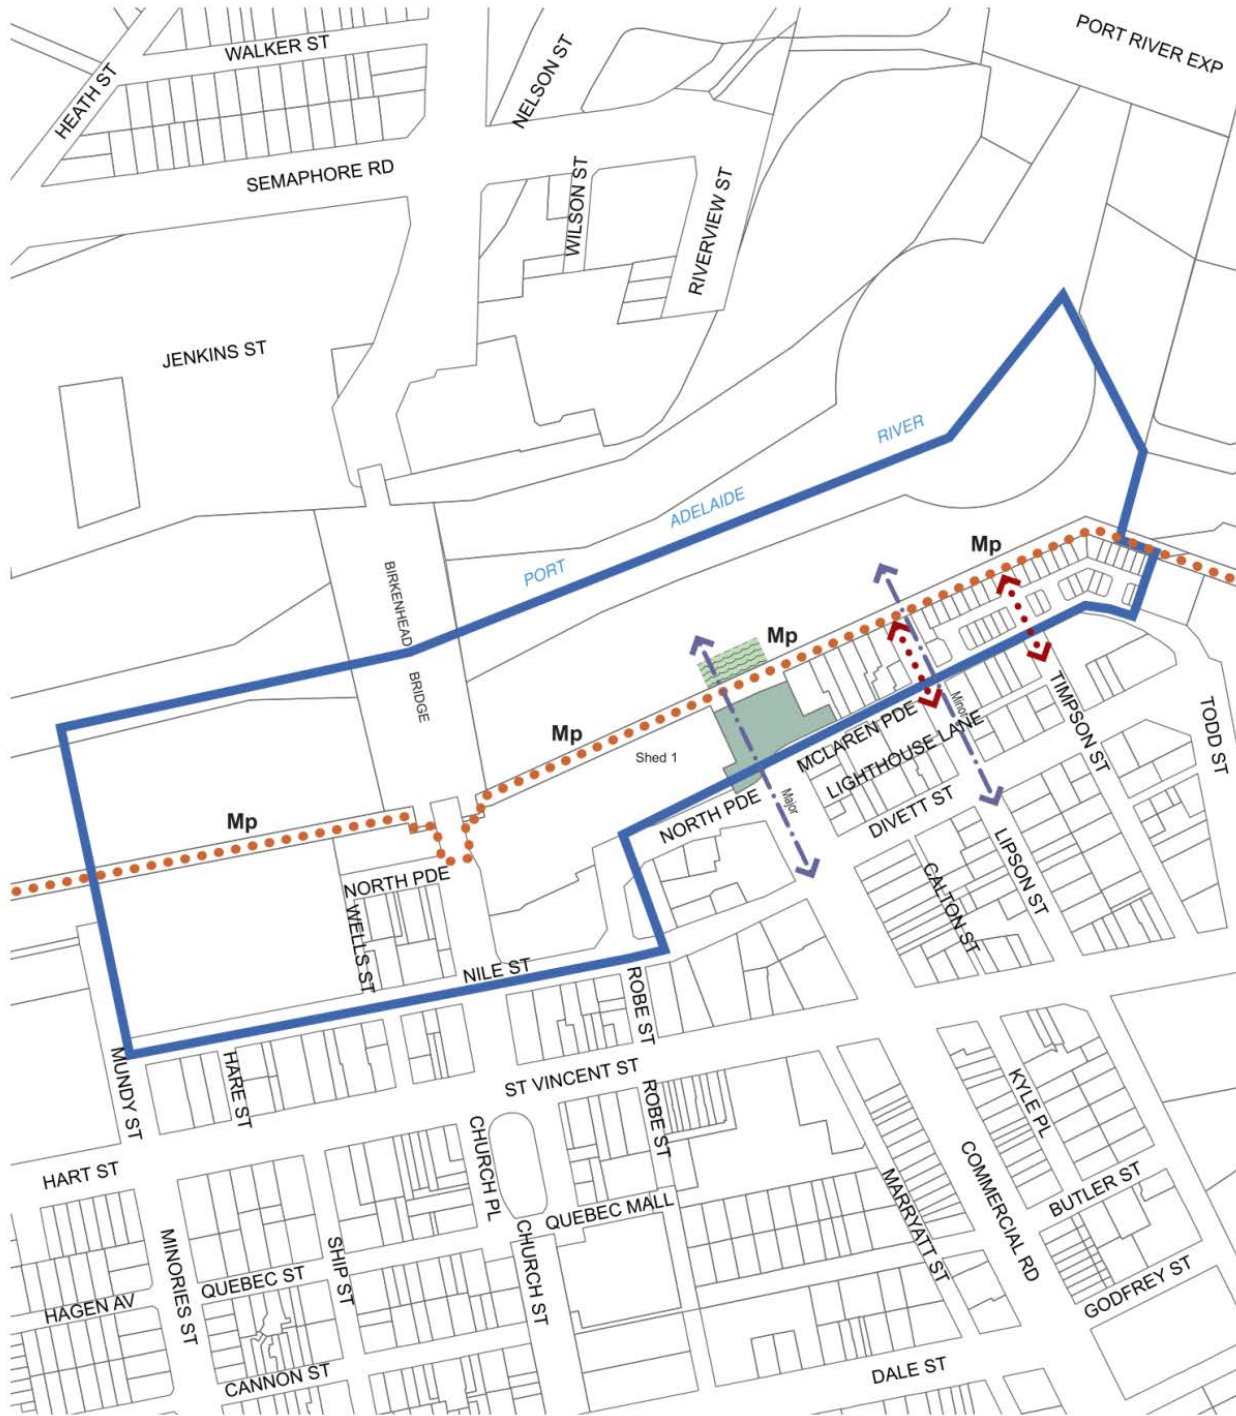 PORT RIVER EXP
WALKER ST
NELSON ST
HEATH ST
SEMAPHORE RD
WILSON ST
RIVERVIEW ST
JENKINS ST
RIVER
ADELAIDE
PORT
BIRKENHEAD
BRIDGE
Mp
Mp
Mp
Mp
Shed 1
MCLAREN PDE
Minor
LIGHTHOUSE LANE
TIMPSON ST
TODD ST
Major
NORTH PDE
DIVETT ST
NORTH PDE
WELLS ST
CALTON ST
LIPSON ST
NILE ST
ROBE ST
MUNDY ST
HARE ST
ST VINCENT ST
ROBE ST
KYLE PL
CHURCH PL
COMMERCIAL RD
MARRYATT ST
BUTLER ST
HART ST
QUEBEC MALL
MINORIES ST
SHIP ST
CHURCH ST
QUEBEC ST
HAGEN AV
GODFREY ST
CANNON ST
DALE ST